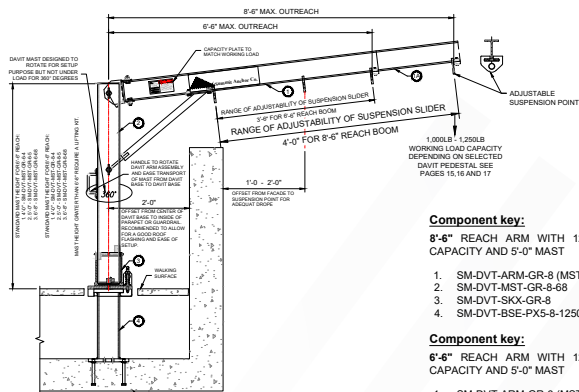 8'-6" MAX. OUTREACH
6'-6" MAX. OUTREACH
CAPACITY PLATE TO
MATCH WORKING LOAD
DAVIT MAST DESIGNED TO
ROTATE FOR SETUP
PURPOSE BUT NOT UNDER
LOAD FOR 360° DEGREES
ADJUSTABLE
SUSPENSION POINT
RANGE OF ADJUSTABILITY OF SUSPENSION SLIDER
3'-6" FOR 6'-6" REACH BOOM
RANGE OF ADJUSTABILITY OF SUSPENSION SLIDER
4'-0" FOR 8'-6" REACH BOOM
1,000LB - 1,250LB
WORKING LOAD CAPACITY
DEPENDING ON SELECTED
DAVIT PEDESTAL SEE
PAGES 15,16 AND 17
HANDLE TO ROTATE
DAVIT ARM ASSEMBLY
AND EASE TRANSPORT
OF MAST FROM DAVIT
BASE TO DAVIT BASE
360°
1'-0 - 2'-0"
OFFSET FROM FACADE TO
SUSPENSION POINT FOR
ADEQUATE DROPE
2'-0"
OFFSET FROM CENTER OF
DAVIT BASE TO INSIDE OF
PARAPET OR GUARDRAIL
RECOMMENDED TO ALLOW
FOR A GOOD ROOF
FLASHING AND EASE OF
SETUP.
WALKING
SURFACE
2
3
4
Component key:
8'-6" REACH ARM WITH
CAPACITY AND 5'-0" MAST
1. SM-DVT-ARM-GR-8
2. SM-DVT-MST-GR-8-68
3. SM-DVT-SKX-GR-8
4. SM-DVT-BSE-PX5-8-1250
Component key:
6'-6" REACH ARM WITH
CAPACITY AND 5'-0" MAST